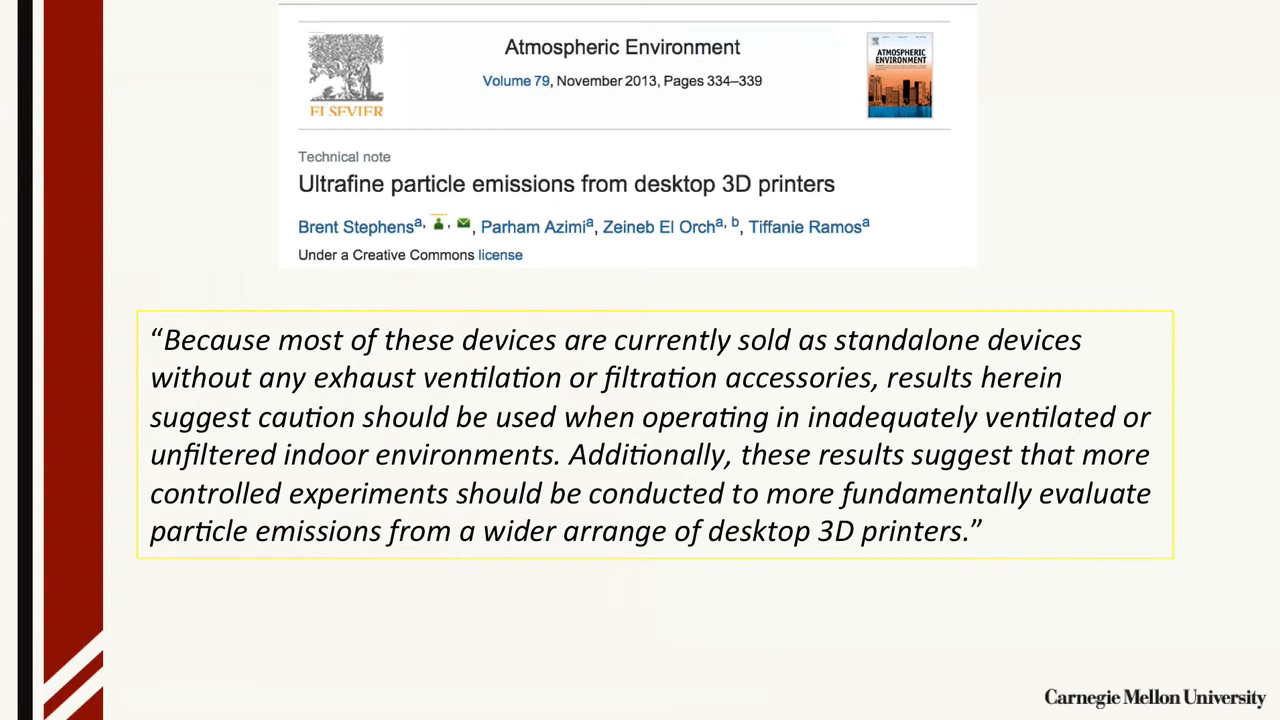 Atmospheric Environment
Volume 79, November 2013, Pages 334–339
ELSEVIER
ATMOSPHERIC
ENVIRONMENT
Technical note
Ultrafine particle emissions from desktop 3D printers
Brent Stephensa, , , Parham Azimia, Zeineb El Orcha, b, Tiffanie Ramosa
Under a Creative Commons license
“Because most of these devices are currently sold as standalone devices
without any exhaust ventilation or filtration accessories, results herein
suggest caution should be used when operating in inadequately ventilated or
unfiltered indoor environments. Additionally, these results suggest that more
controlled experiments should be conducted to more fundamentally evaluate
particle emissions from a wider arrange of desktop 3D printers.”
Carnegie Mellon University